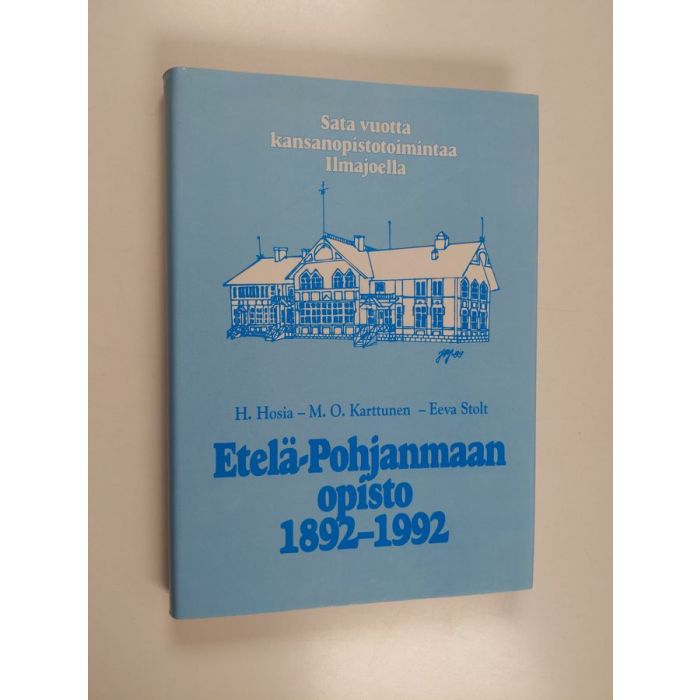 Sata vuotta
kansanopistotoimintaa
Ilmajoella
H. Hosia – M. O. Karttunen – Eeva Stolt
Etelä-Pohjanmaan
opisto
1892–1992